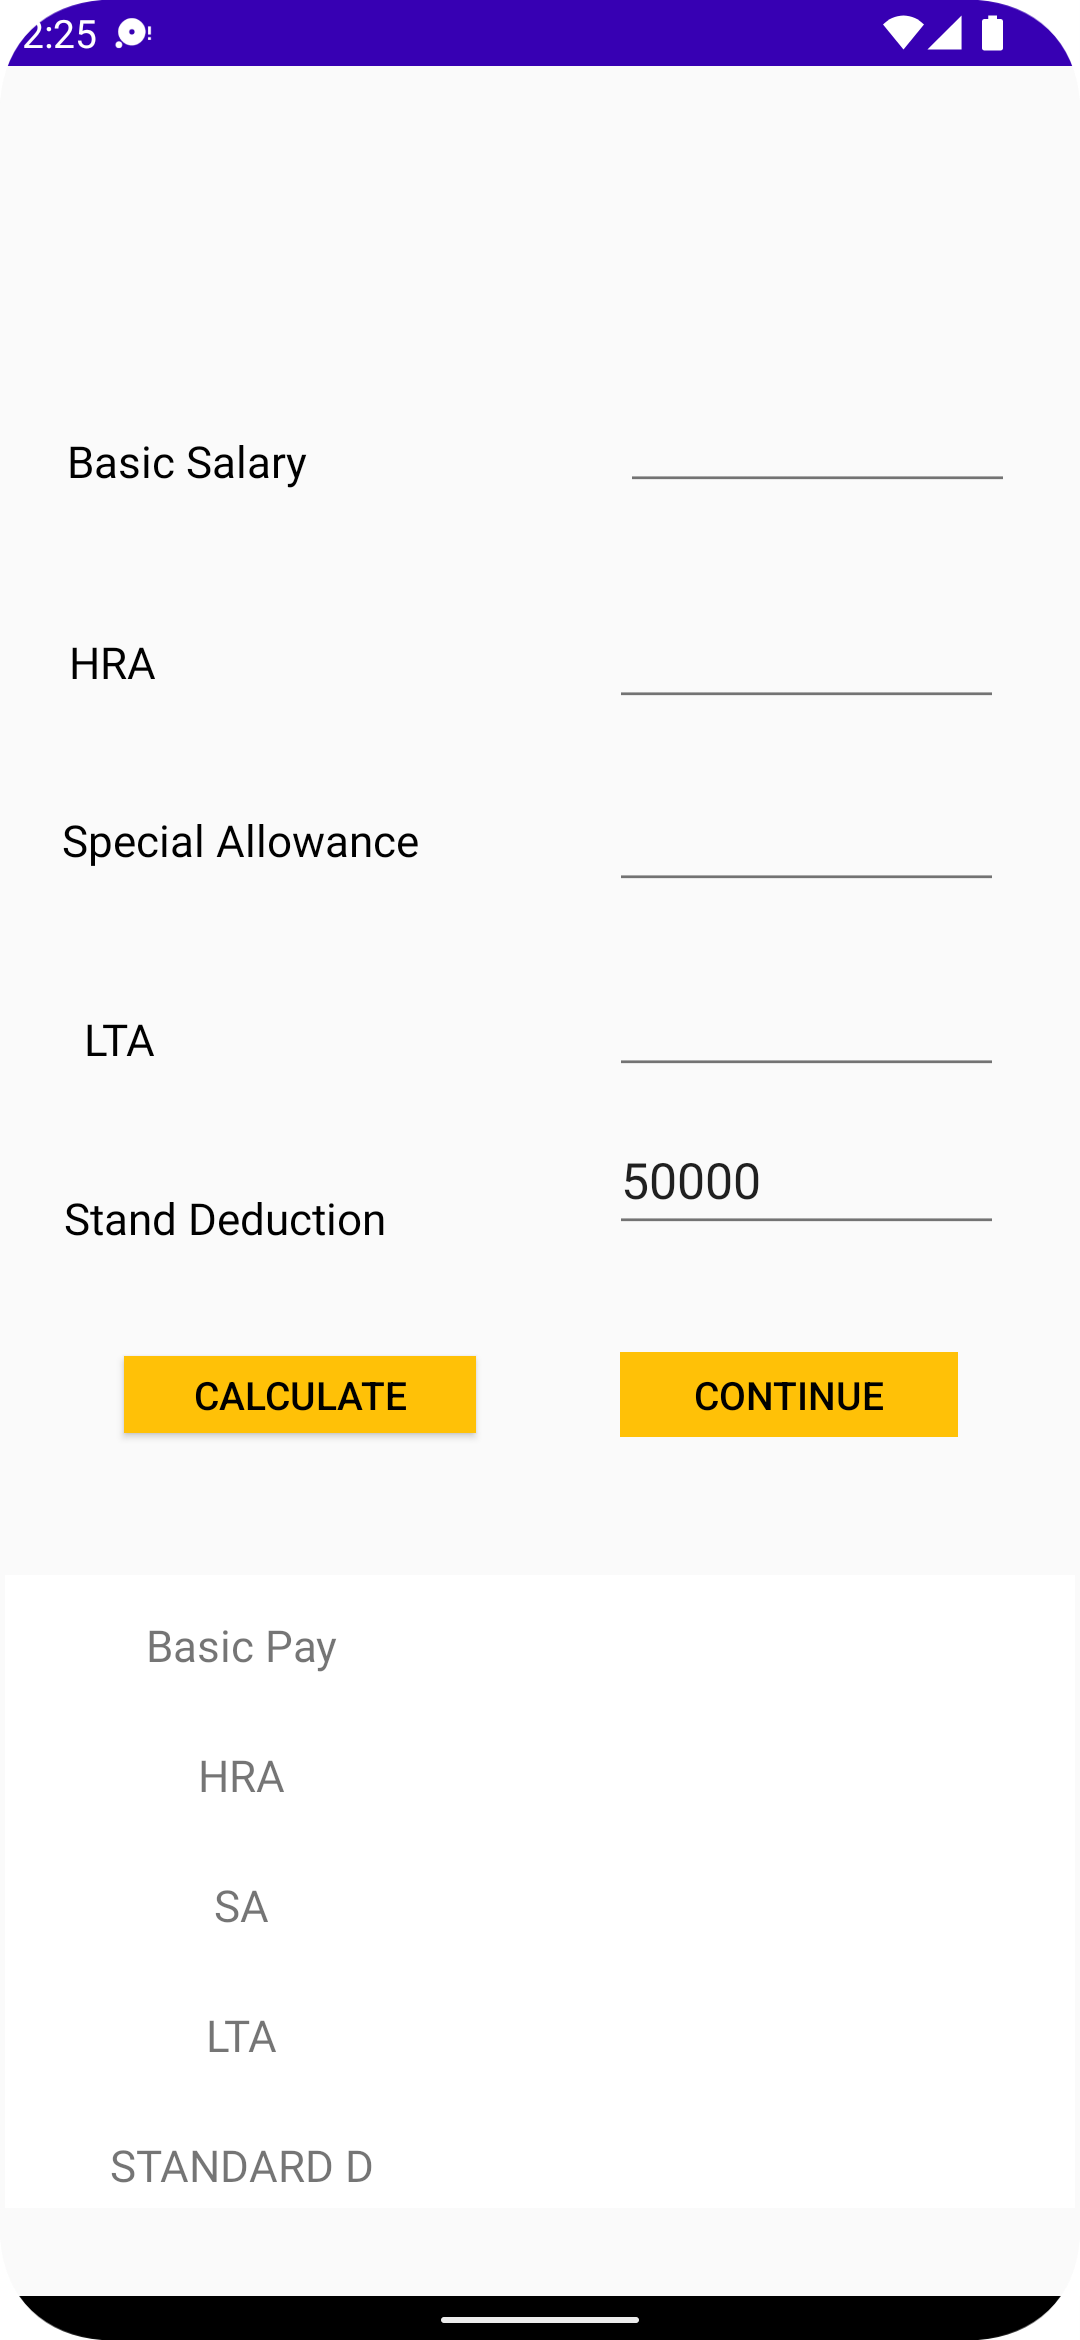 2:25
Basic Salary
HRA
Special Allowance
LTA
50000
Stand Deduction
CALCULATE CONTINUE
Basic Pay
HRA
SA
LTA
STANDARD D